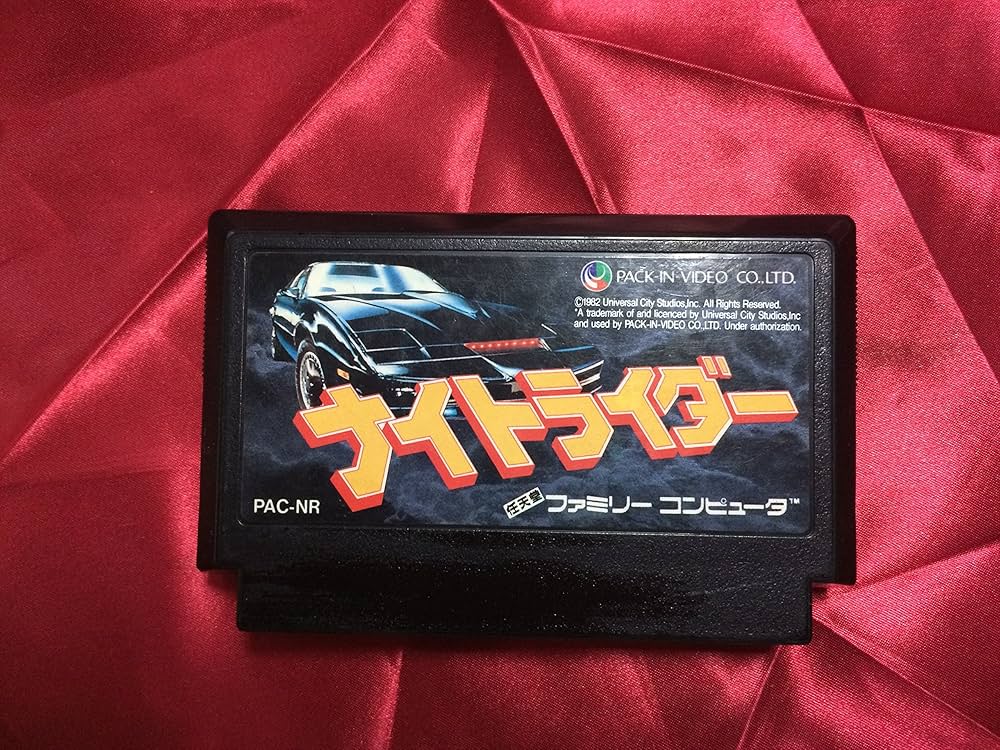 PACK-IN-VIDEO CO.,LTD.
©1982 Universal City Studios,Inc. All Rights Reserved.
"A trademark of and licenced by Universal City Studios,Inc
and used by PACK-IN-VIDEO CO.,LTD. Under authorization.
ナイトライダー
PAC-NR
任天堂 ファミリー コンピュータ™